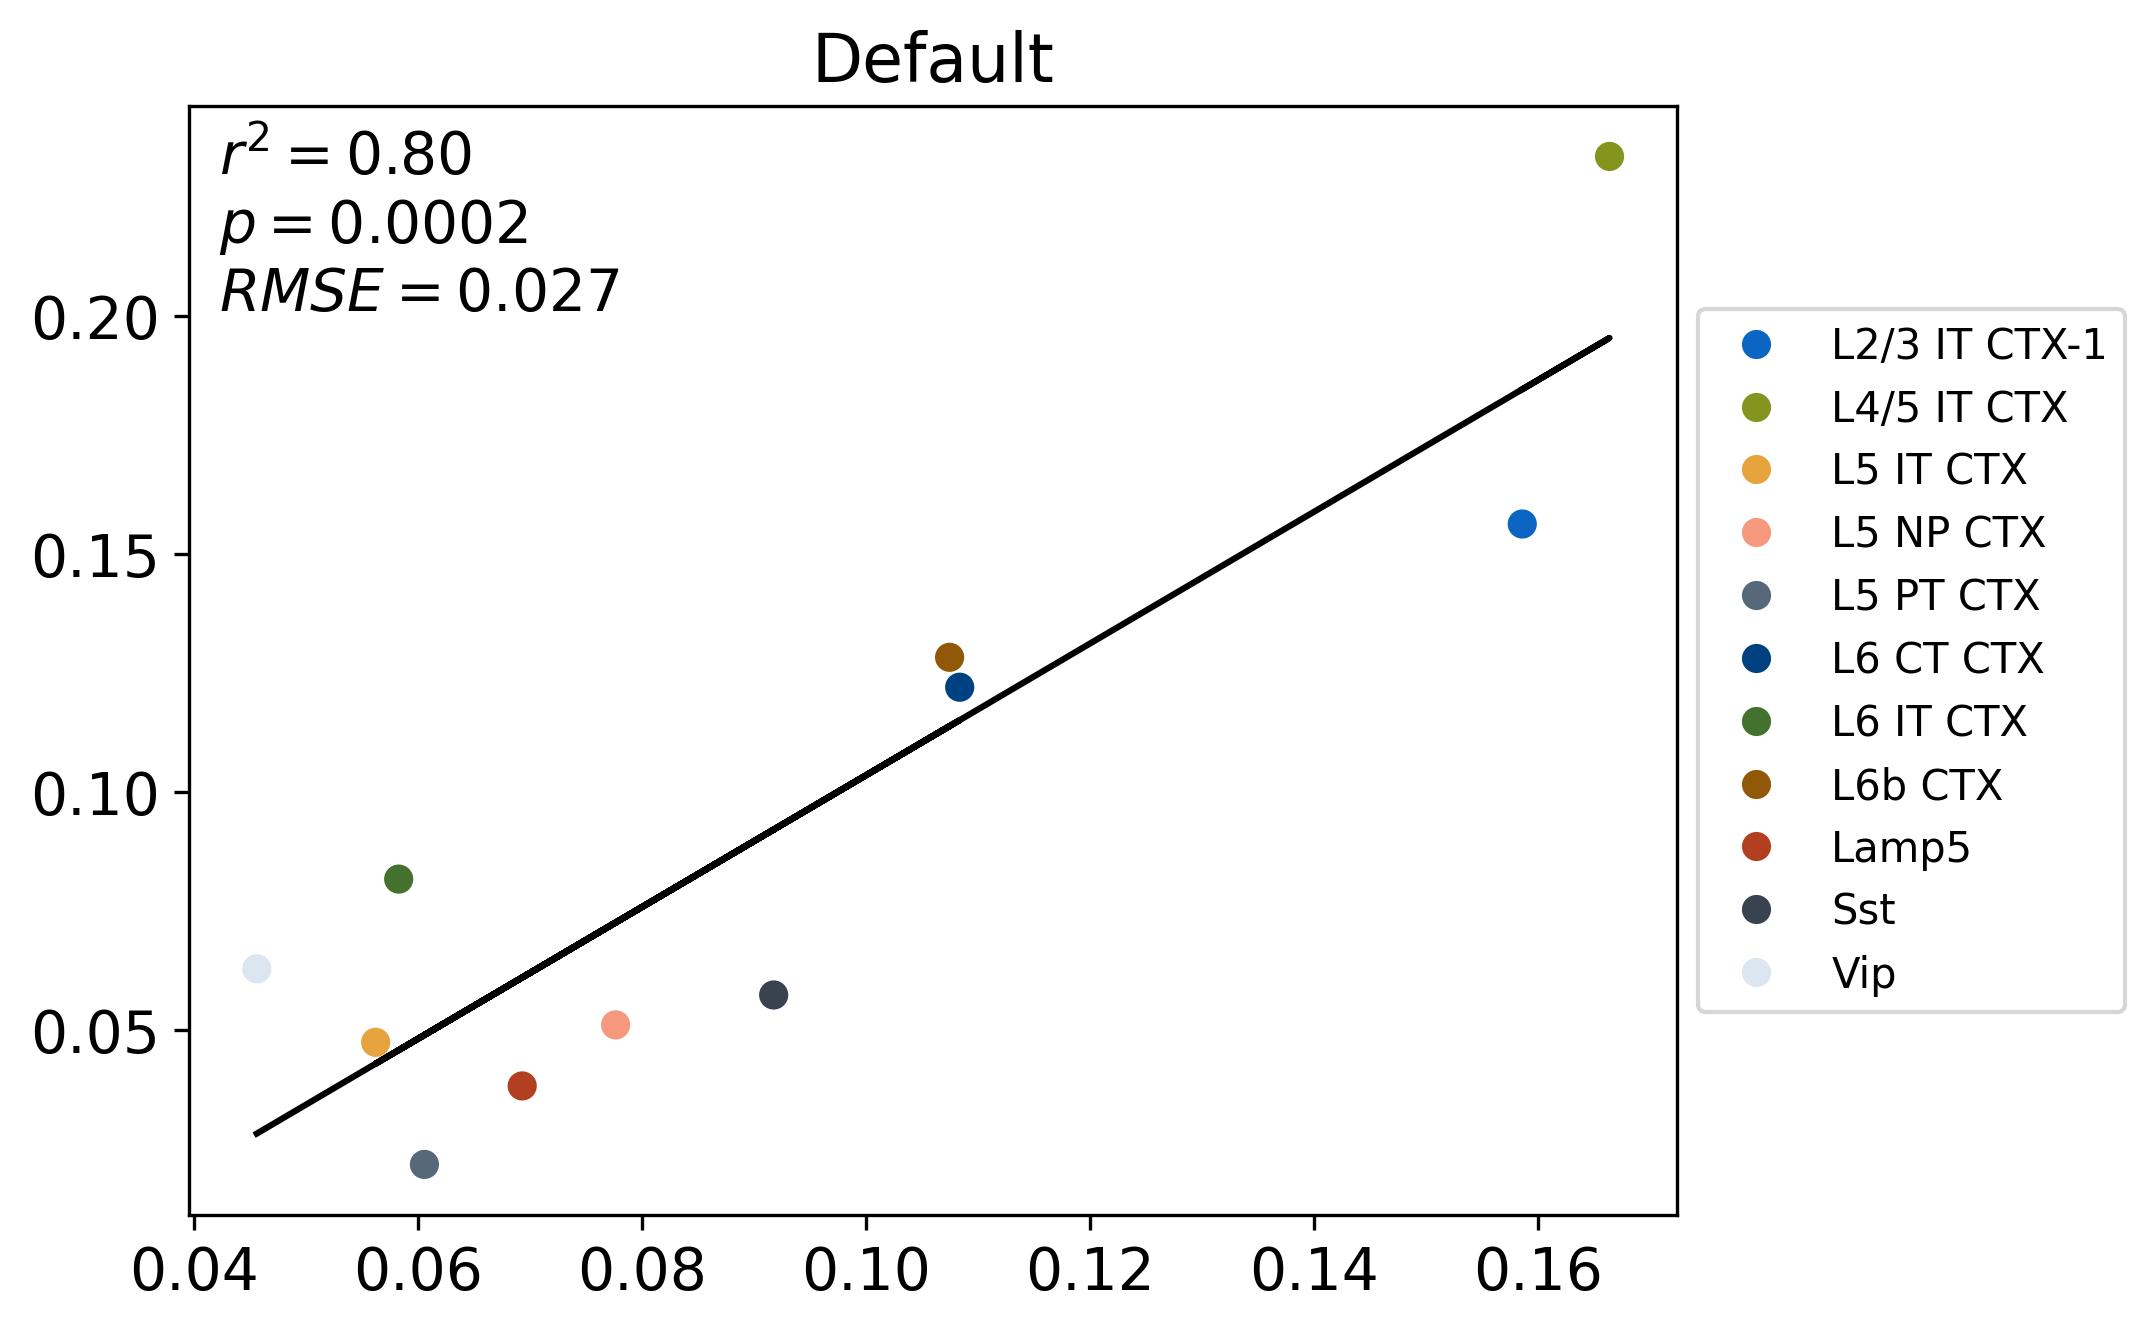 Default
r² = 0.80
p = 0.0002
RMSE = 0.027
0.20
0.15
0.10
0.05
0.04 0.06 0.08 0.10 0.12 0.14 0.16
L2/3 IT CTX-1
L4/5 IT CTX
L5 IT CTX
L5 NP CTX
L5 PT CTX
L6 CT CTX
L6 IT CTX
L6b CTX
Lamp5
Sst
Vip